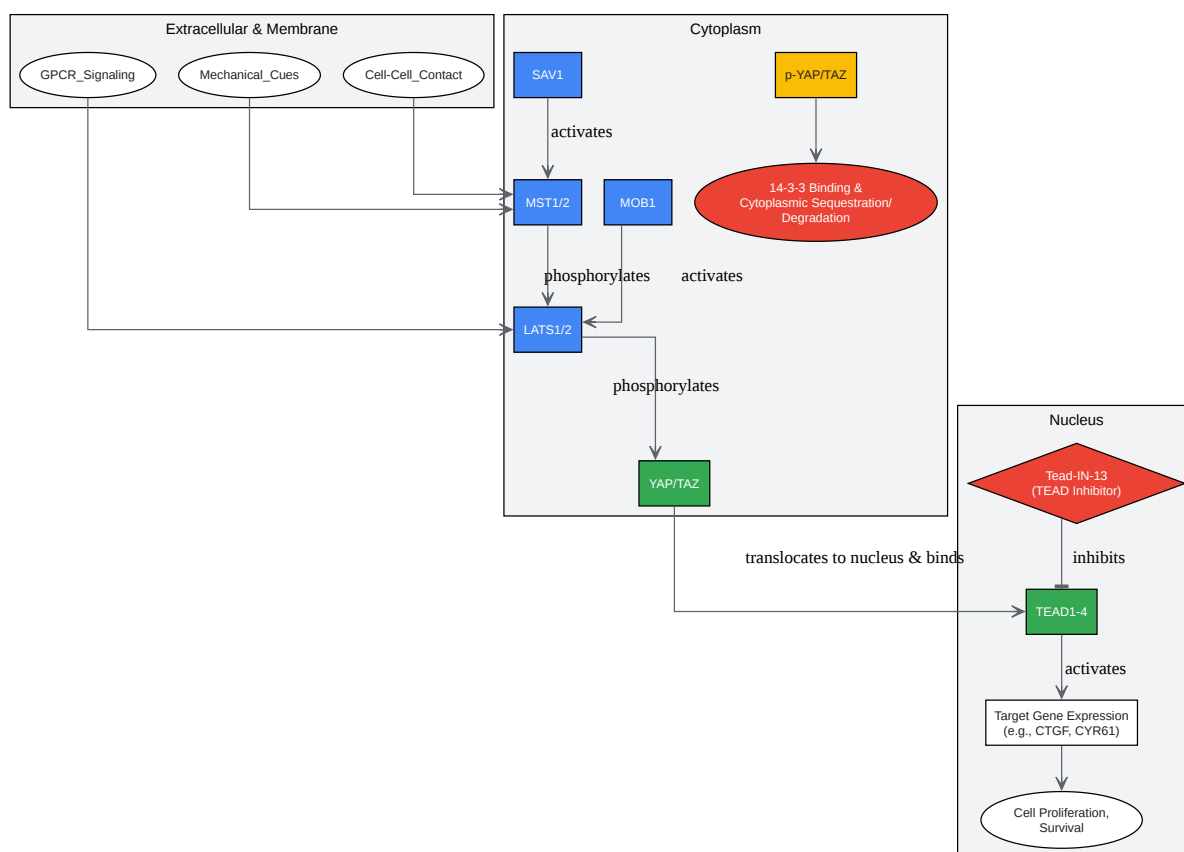 Extracellular & Membrane
GPCR_Signaling
Mechanical_Cues
Cell-Cell_Contact
Cytoplasm
SAV1
p-YAP/TAZ
activates
MST1/2
MOB1
14-3-3 Binding &
Cytoplasmic Sequestration/
Degradation
phosphorylates
activates
LATS1/2
phosphorylates
YAP/TAZ
translocates to nucleus & binds
Nucleus
Tead-IN-13
(TEAD Inhibitor)
inhibits
TEAD1-4
activates
Target Gene Expression
(e.g., CTGF, CYR61)
Cell Proliferation,
Survival